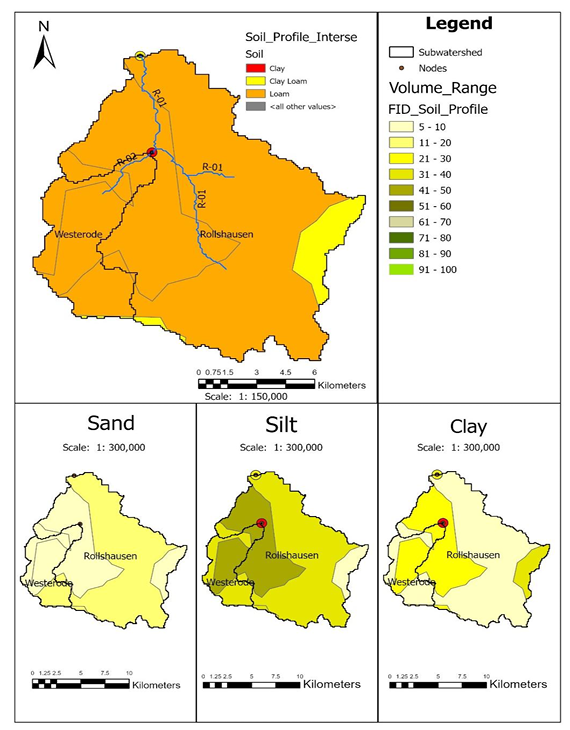 N
Soil_Profile_Interse
Soil
Clay
Clay Loam
Loam
<all other values>
R-01
R-02
R-01
R-01
Westerode
Rollshausen
0 0.75 1.5 3 4.5 6
Kilometers
Scale: 1: 150,000
Legend
Subwatershed
Nodes
Volume_Range
FID_Soil_Profile
5 - 10
11 - 20
21 - 30
31 - 40
41 - 50
51 - 60
61 - 70
71 - 80
81 - 90
91 - 100
Sand
Scale: 1: 300,000
Rollshausen
Westerode
0 1.25 2.5 5 7.5 10
Kilometers
Silt
Scale: 1: 300,000
Rollshausen
Westerode
0 1.25 2.5 5 7.5 10
Kilometers
Clay
Scale: 1: 300,000
Rollshausen
Westerode
0 1.25 2.5 5 7.5 10
Kilometers